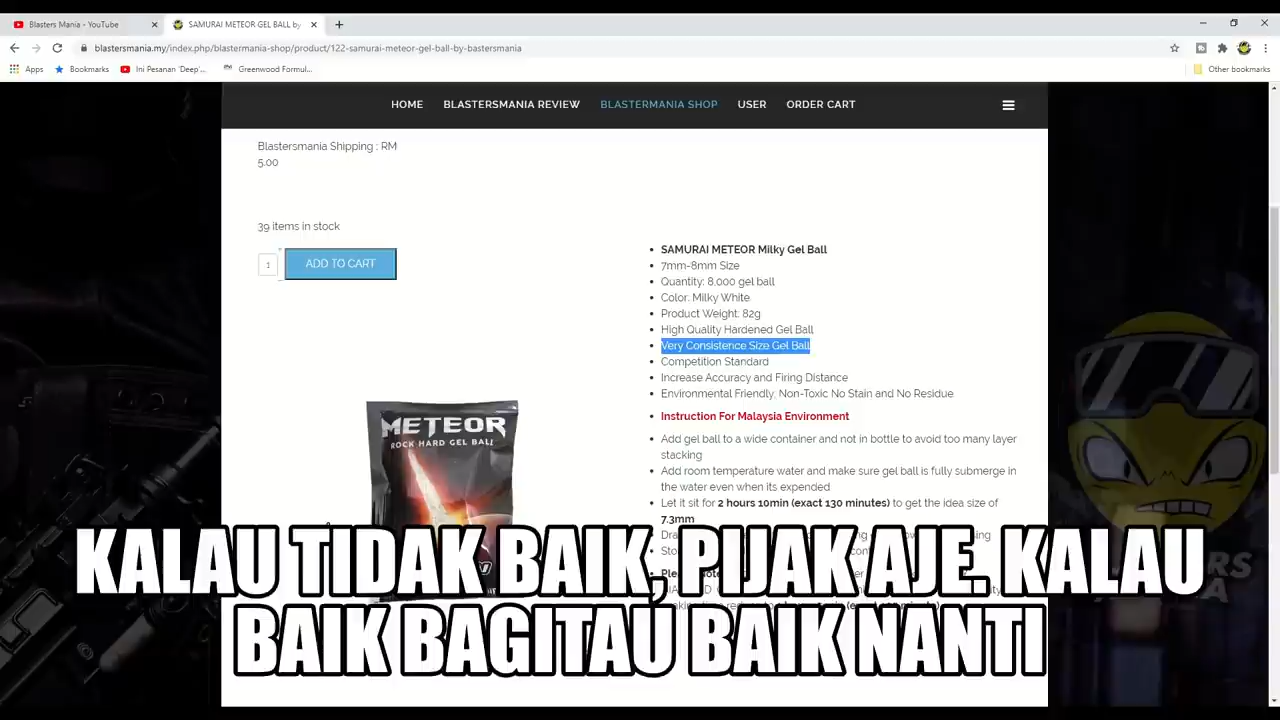 Blasters Mania - YouTube
SAMURAI METEOR GEL BALL by
blastersmania.my/index.php/blastermania-shop/product/122-samurai-meteor-gel-ball-by-bastersmania
Apps Bookmarks Ini Pesanan 'Deep'... Greenwood Formul... Other bookmarks
HOME BLASTERSMANIA REVIEW BLASTERMANIA SHOP USER ORDER CART
Blastersmania Shipping : RM
5.00
39 items in stock
1 ADD TO CART
SAMURAI METEOR Milky Gel Ball
7mm-8mm Size
Quantity: 8,000 gel ball
Color: Milky White
Product Weight: 82g
High Quality Hardened Gel Ball
Very Consistence Size Gel Ball
Competition Standard
Increase Accuracy and Firing Distance
Environmental Friendly, Non-Toxic No Stain and No Residue
Instruction For Malaysia Environment
Add gel ball to a wide container and not in bottle to avoid too many layer
stacking
Add room temperature water and make sure gel ball is fully submerge in
the water even when its expended
Let it sit for 2 hours 10min (exact 130 minutes) to get the idea size of
7.3mm
METEOR
ROCK HARD GEL BALL
KALAU TIDAK BAIK, PIJAK AJE. KALAU
BAIK BAGITAU BAIK NANTI